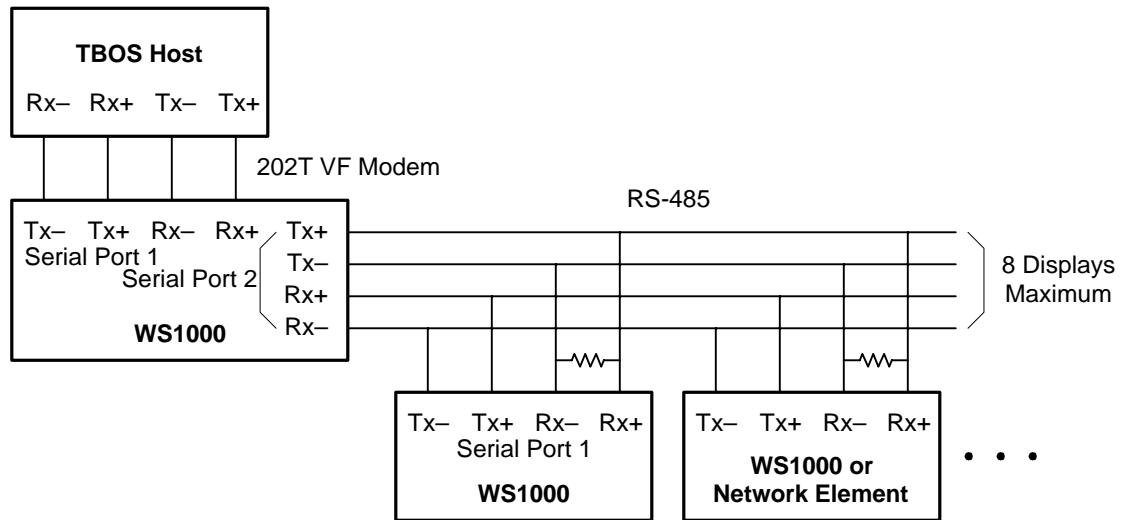 TBOS Host
Rx– Rx+ Tx– Tx+
202T VF Modem
RS-485
Tx– Tx+ Rx– Rx+ Tx+
Serial Port 1
Serial Port 2 Tx–
Rx+
WS1000 Rx–
8 Displays
Maximum
Tx– Tx+ Rx– Rx+
Serial Port 1
WS1000
Tx– Tx+ Rx– Rx+
WS1000 or
Network Element